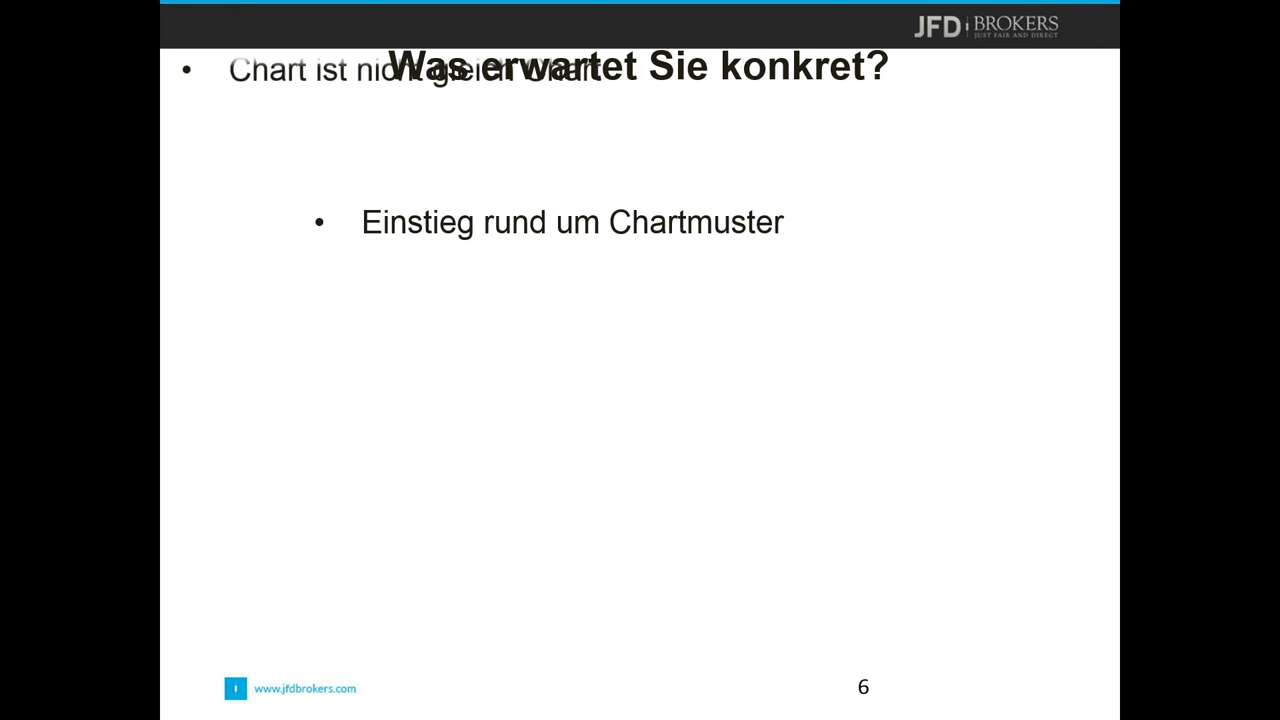 JFD BROKERS
JUST FAIR AND DIRECT
Was erwartet Sie konkret?
• Chart ist nicht gleich Chart
• Einstieg rund um Chartmuster
www.jfdbrokers.com
6